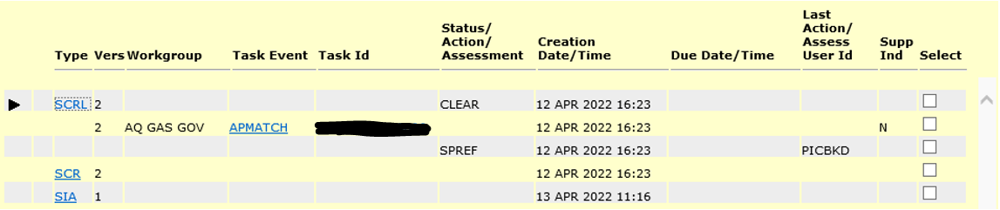 Type Vers Workgroup Task Event Task Id Status/ Action/ Assessment Creation Date/Time Due Date/Time Last Action/ Assess User Id Supp Ind Select
SCRL 2 CLEAR 12 APR 2022 16:23
2 AQ GAS GOV APMATCH 12 APR 2022 16:23 N
SPREF 12 APR 2022 16:23 PICBKD
SCR 2 12 APR 2022 16:23
SIA 1 13 APR 2022 11:16